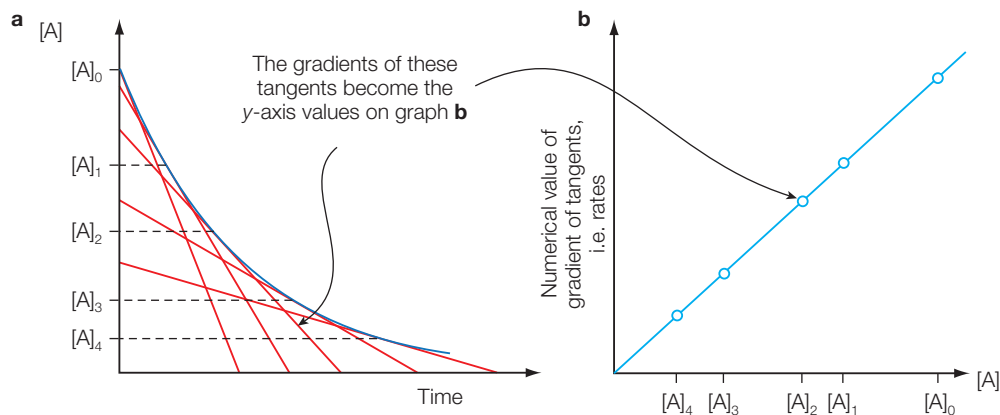 a
[A]
[A]0
[A]1
[A]2
[A]3
[A]4
The gradients of these
tangents become the
y-axis values on graph b
Time
b
Numerical value of
gradient of tangents,
i.e. rates
[A]4 [A]3 [A]2 [A]1 [A]0
[A]